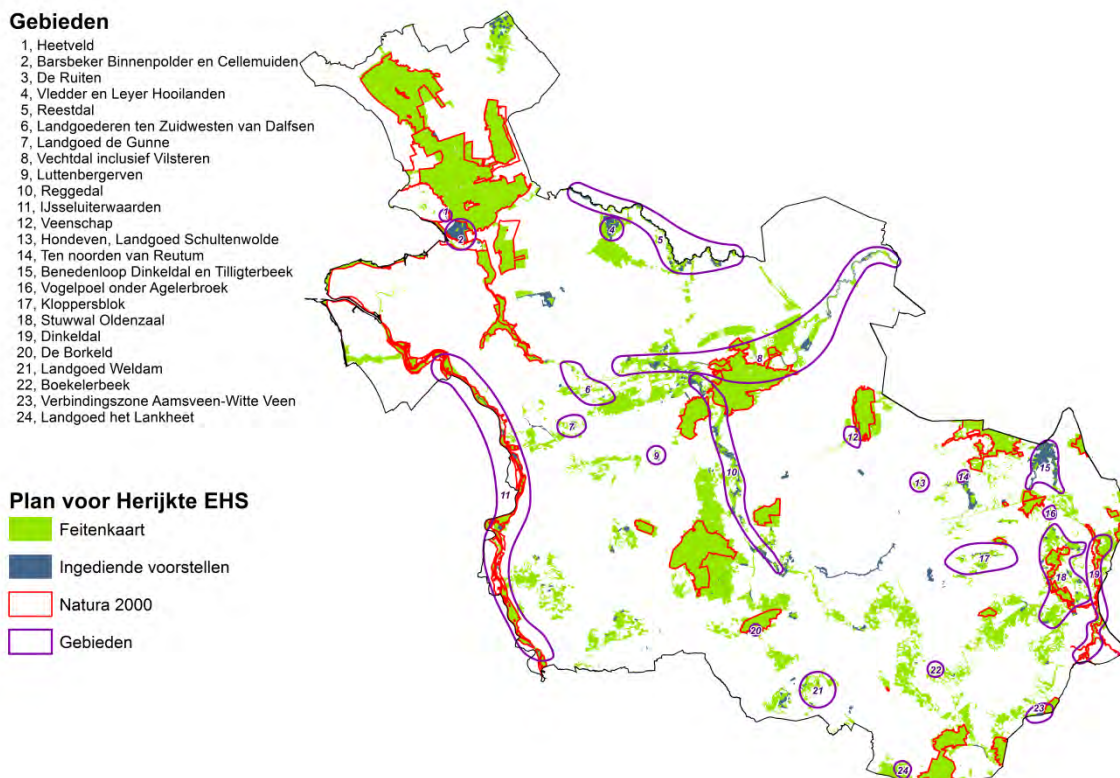 Gebieden
1, Heetveld
2, Barsbeker Binnenpolder en Cellemuiden
3, De Ruiten
4, Vledder en Leyer Hooilanden
5, Reestdal
6, Landgoederen ten Zuidwesten van Dalfsen
7, Landgoed de Gunne
8, Vechtdal inclusief Vilsteren
9, Luttenbergerven
10, Reggedal
11, IJsseluiterwaarden
12, Veenschap
13, Hondeven, Landgoed Schultenwolde
14, Ten noorden van Reutum
15, Benedenloop Dinkeldal en Tilligterbeek
16, Vogelpoel onder Agelerbroek
17, Kloppersblok
18, Stuwwal Oldenzaal
19, Dinkeldal
20, De Borkeld
21, Landgoed Weldam
22, Boekelerbeek
23, Verbindingszone Aamsveen-Witte Veen
24, Landgoed het Lankheet
Plan voor Herijkte EHS
Feitenkaart
Ingediende voorstellen
Natura 2000
Gebieden
1
2
4
5
8
6
7
12
9
10
15
13
14
11
16
17
18
19
20
22
21
23
24